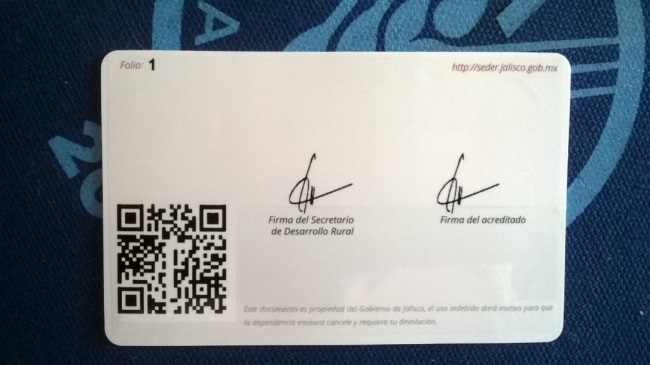 Folio: 1
http://seder.jalisco.gob.mx
A
20
Firma del Secretario
de Desarrollo Rural
Firma del acreditado
Este documento es propiedad del Gobierno de Jalisco, el uso indebido dará motivo para que
la dependencia emisora cancele y requiera su devolución.